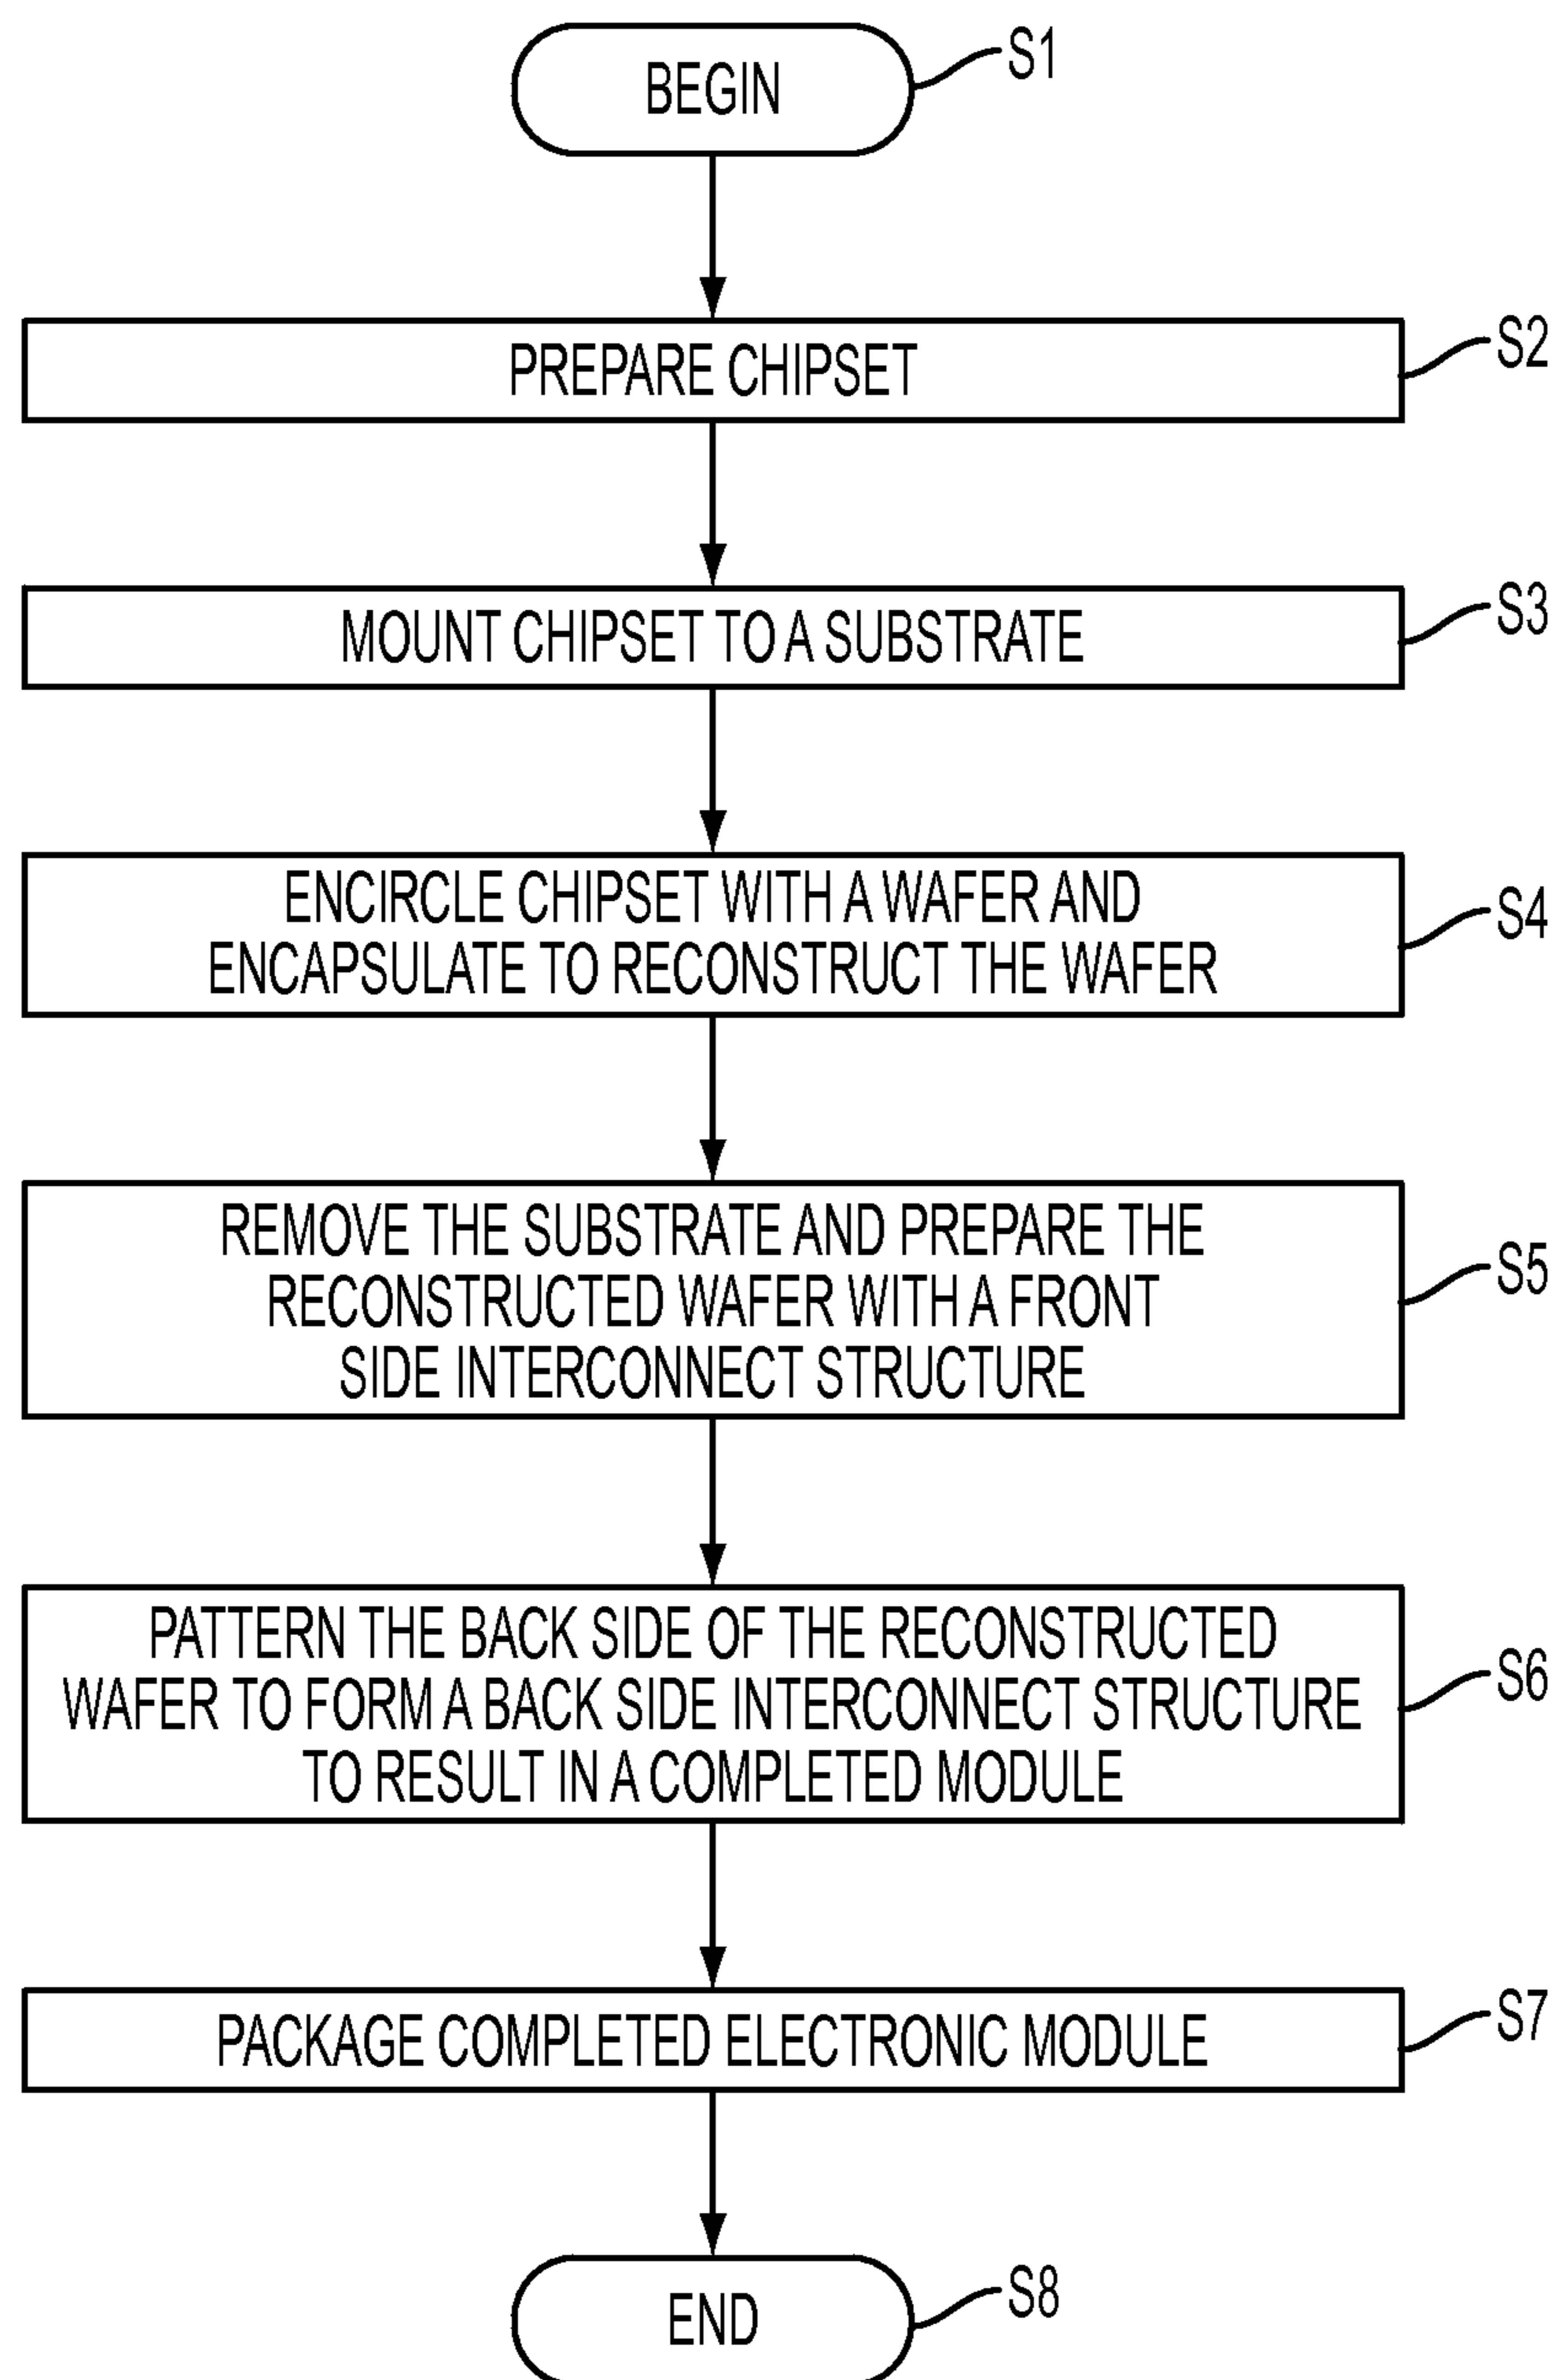 BEGIN
S1
PREPARE CHIPSET
S2
MOUNT CHIPSET TO A SUBSTRATE
S3
ENCIRCLE CHIPSET WITH A WAFER AND
ENCAPSULATE TO RECONSTRUCT THE WAFER
S4
REMOVE THE SUBSTRATE AND PREPARE THE
RECONSTRUCTED WAFER WITH A FRONT
SIDE INTERCONNECT STRUCTURE
S5
PATTERN THE BACK SIDE OF THE RECONSTRUCTED
WAFER TO FORM A BACK SIDE INTERCONNECT STRUCTURE
TO RESULT IN A COMPLETED MODULE
S6
PACKAGE COMPLETED ELECTRONIC MODULE
S7
END
S8